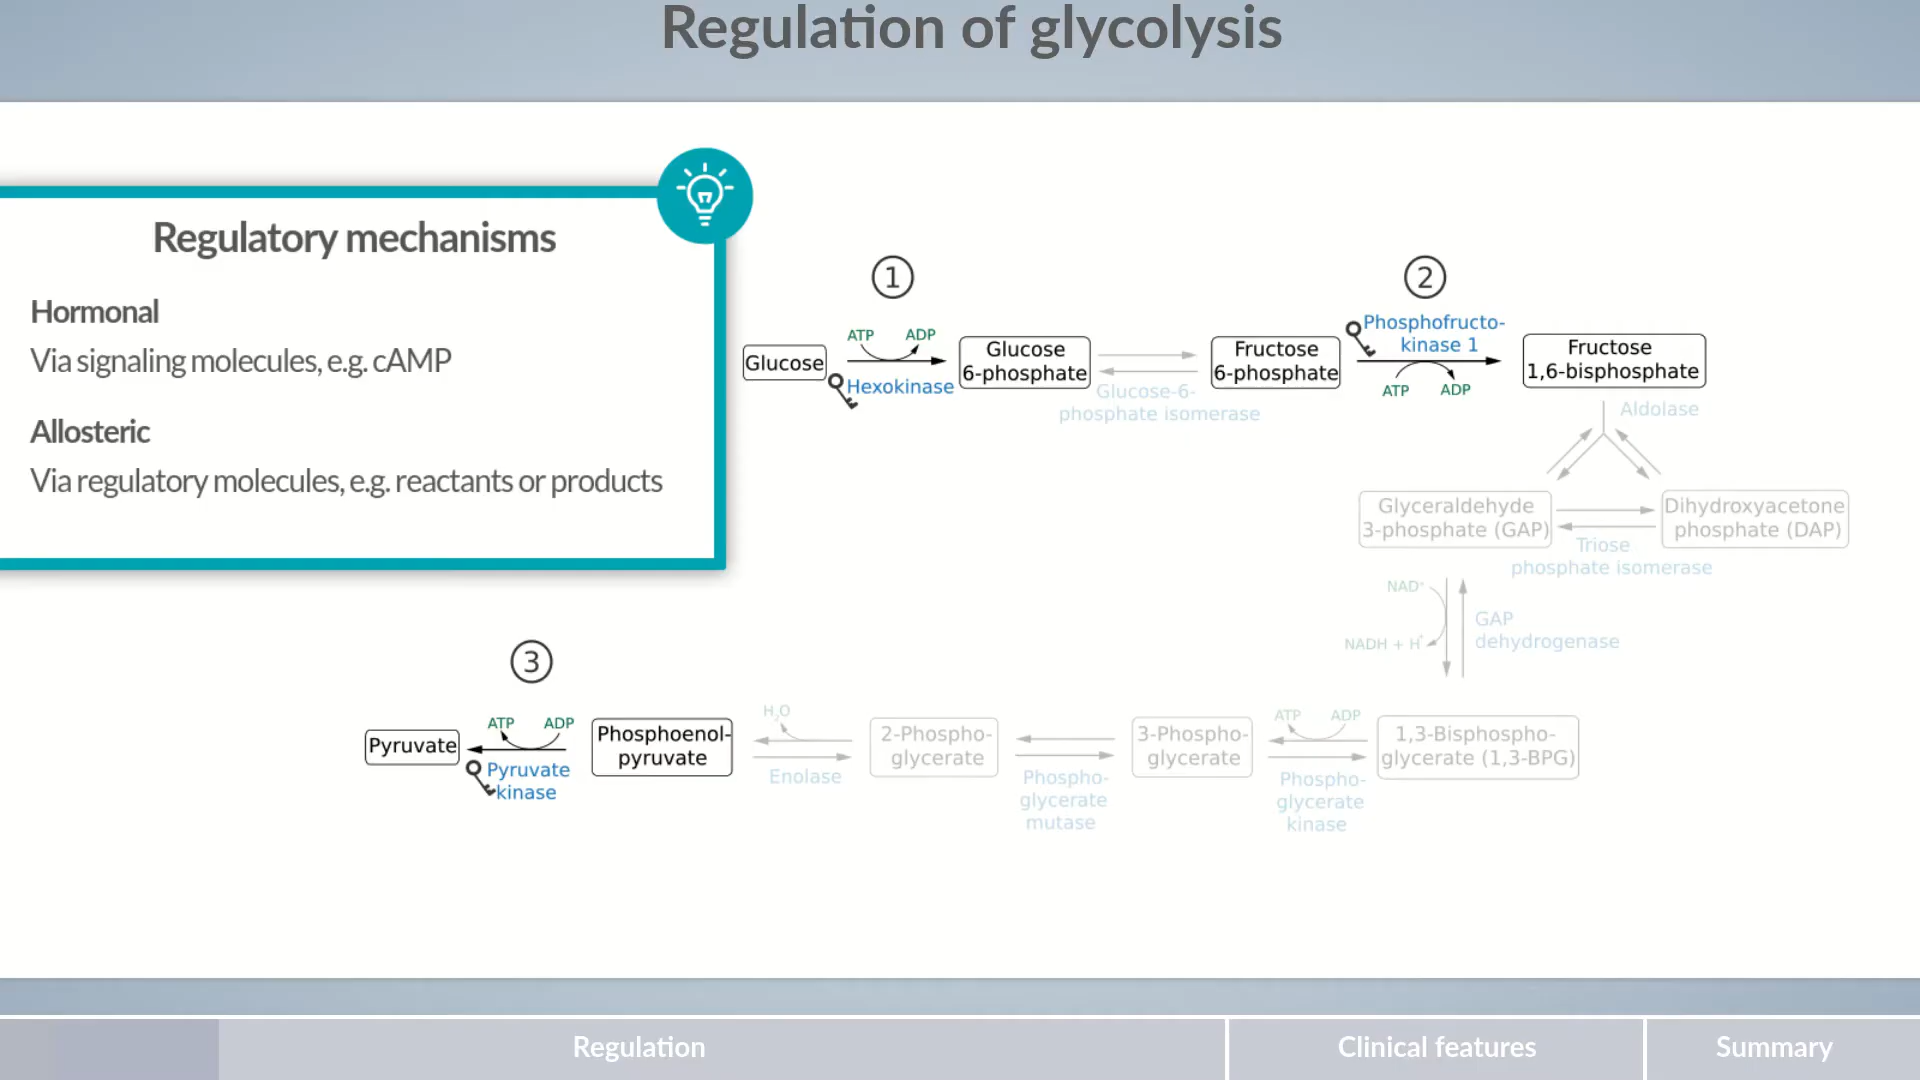 Regulation of glycolysis
Regulatory mechanisms
Hormonal
Via signaling molecules, e.g. cAMP
Allosteric
Via regulatory molecules, e.g. reactants or products
1
2
Glucose
ATP
ADP
Hexokinase
Glucose
6-phosphate
Glucose-6-
phosphate isomerase
Fructose
6-phosphate
Phosphofructo-
kinase 1
ATP
ADP
Fructose
1,6-bisphosphate
Aldolase
Glyceraldehyde
3-phosphate (GAP)
Triose
phosphate isomerase
Dihydroxyacetone
phosphate (DAP)
NAD⁺
NADH + H⁺
GAP
dehydrogenase
3
Pyruvate
ATP
ADP
Pyruvate
kinase
Phosphoenol-
pyruvate
H₂O
Enolase
2-Phospho-
glycerate
Phospho-
glycerate
mutase
3-Phospho-
glycerate
ATP
ADP
Phospho-
glycerate
kinase
1,3-Bisphospho-
glycerate (1,3-BPG)
Regulation
Clinical features
Summary